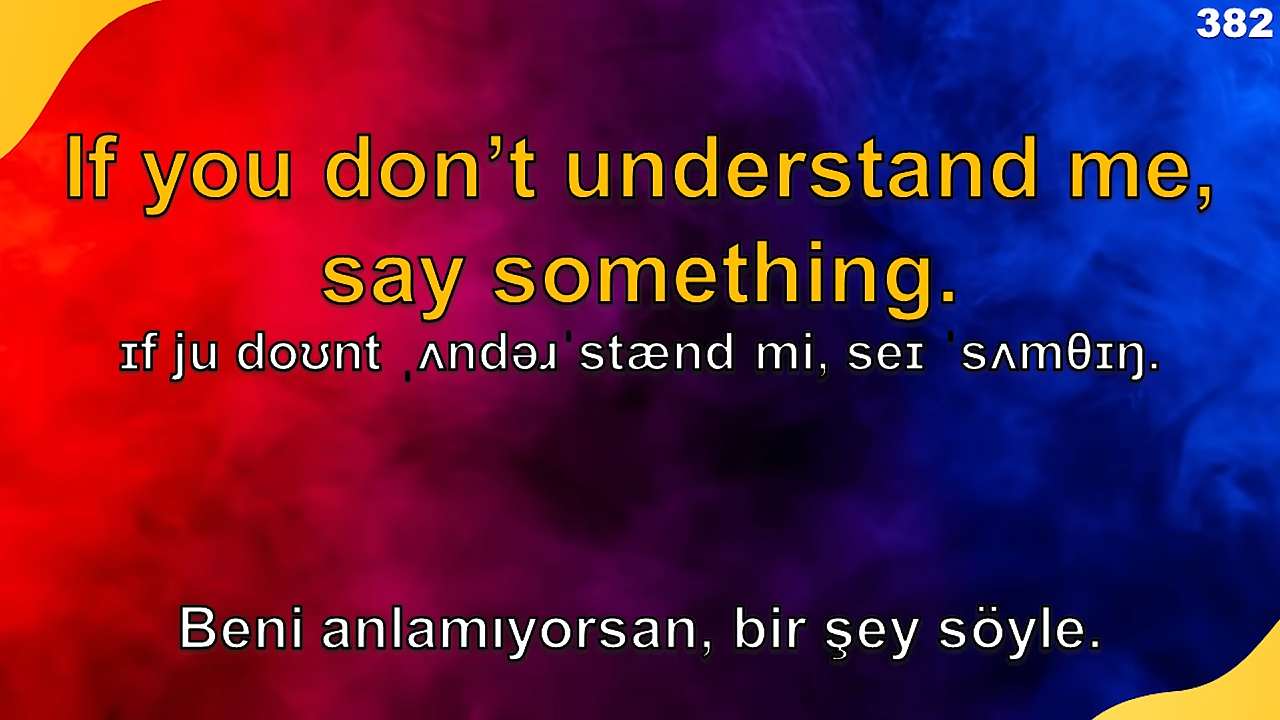 382
If you don’t understand me,
say something.
ɪf ju doʊnt ˌʌndəɹˈstænd mi, seɪ ˈsʌmθɪŋ.
Beni anlamıyorsan, bir şey söyle.